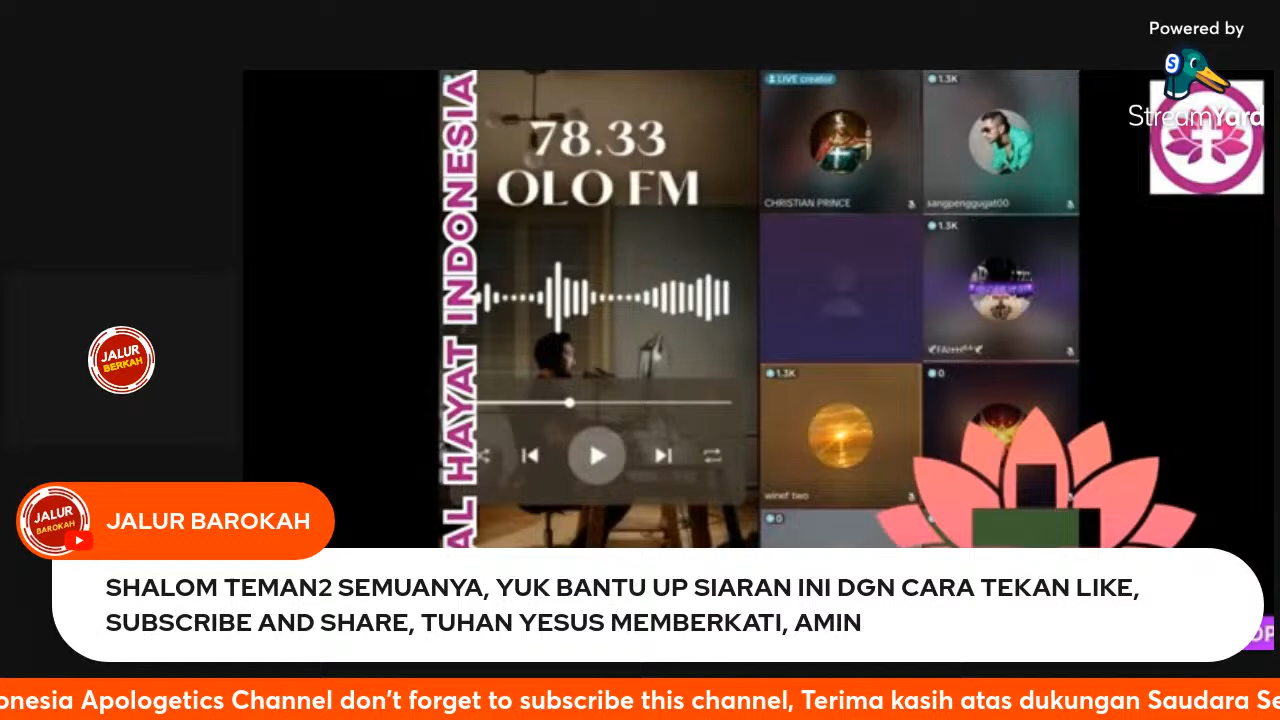 Powered by
StreamYard
AL HAYAT INDONESIA
78.33
OLO FM
LIVE creator
CHRISTIAN PRINCE
1.3K
sangpenggugat00
1.3K
1.3K
winef two
0
0
JALUR
BERKAH
JALUR
BAROKAH
JALUR BAROKAH
SHALOM TEMAN2 SEMUANYA, YUK BANTU UP SIARAN INI DGN CARA TEKAN LIKE,
SUBSCRIBE AND SHARE, TUHAN YESUS MEMBERKATI, AMIN
onesia Apologetics Channel don't forget to subscribe this channel, Terima kasih atas dukungan Saudara Se